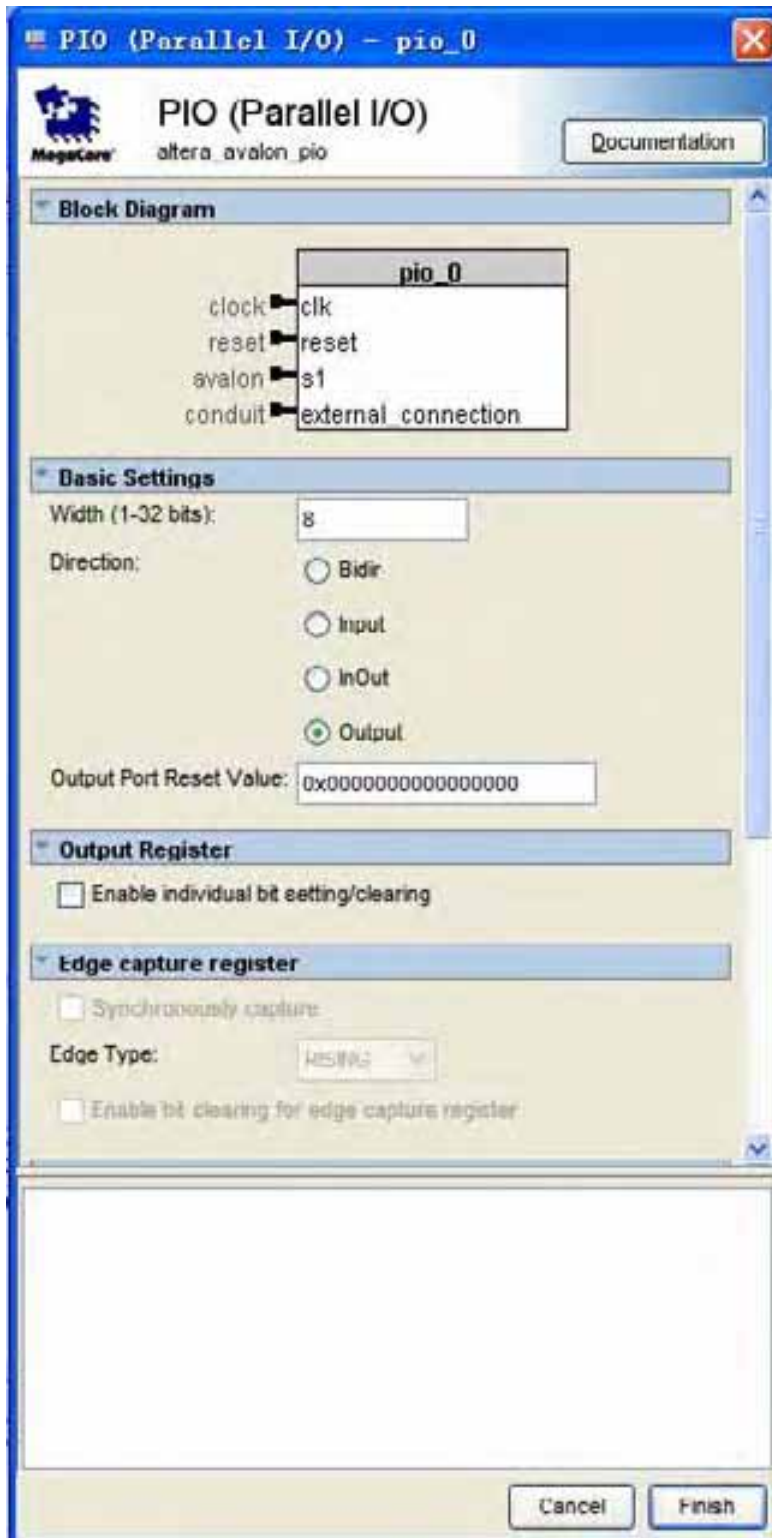 PIO (Parallel I/O) - pio_0
MegaCore
PIO (Parallel I/O)
altera_avalon_pio
Documentation
Block Diagram
pio_0
clock clk
reset reset
avalon s1
conduit external_connection
Basic Settings
Width (1-32 bits): 8
Direction: Bidir
Input
InOut
Output
Output Port Reset Value: 0x0000000000000000
Output Register
Enable individual bit setting/clearing
Edge capture register
Synchronously capture
Edge Type: RISING
Enable bit clearing for edge capture register
Cancel Finish